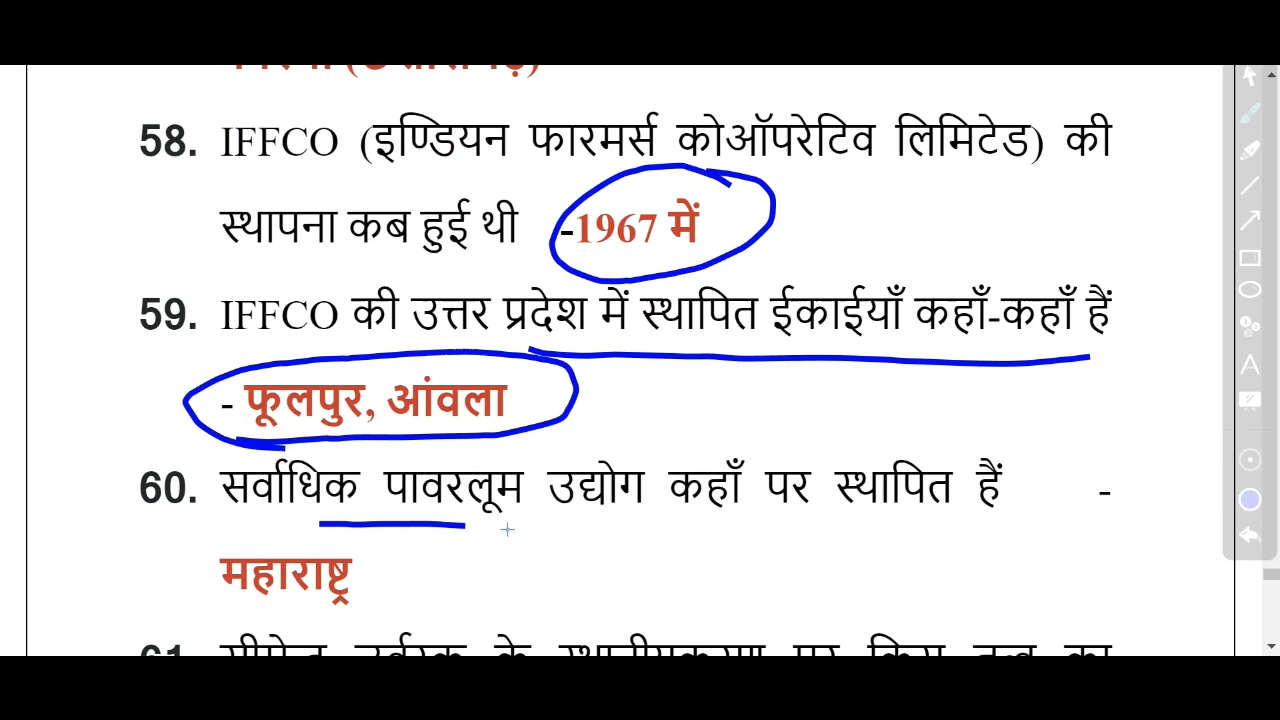 58. IFFCO (इण्डियन फारमर्स कोऑपरेटिव लिमिटेड) की
स्थापना कब हुई थी -1967 में
59. IFFCO की उत्तर प्रदेश में स्थापित ईकाईयाँ कहाँ-कहाँ हैं
- फूलपुर, आंवला
60. सर्वाधिक पावरलूम उद्योग कहाँ पर स्थापित हैं -
महाराष्ट्र